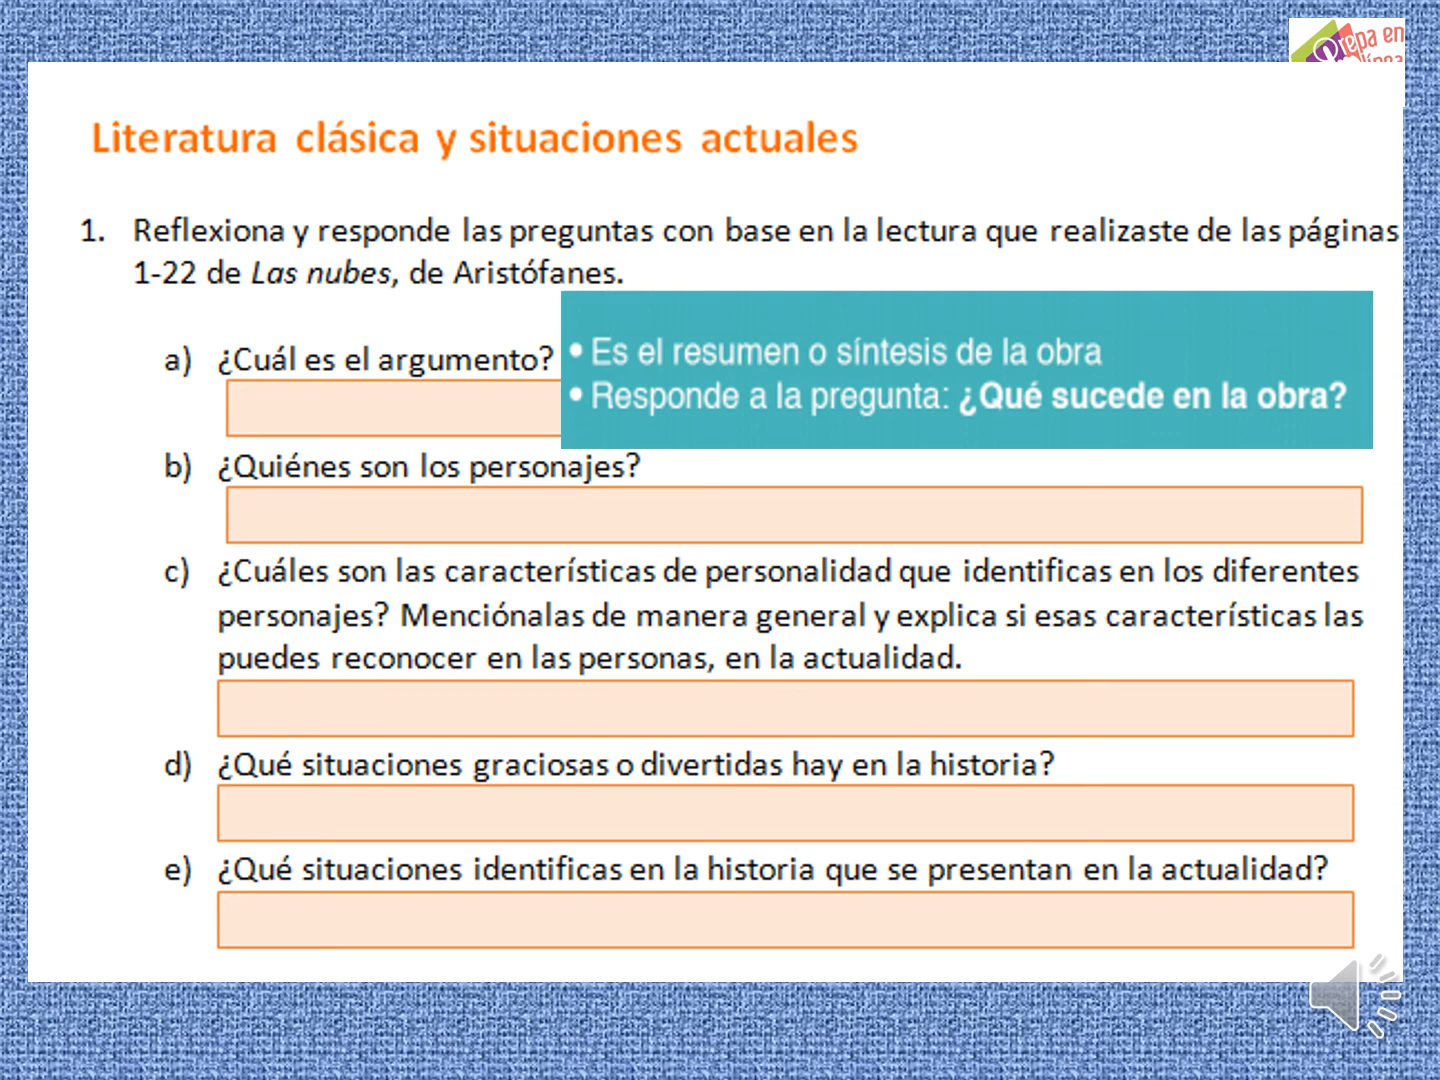 Prepa en
línea
Literatura clásica y situaciones actuales
1. Reflexiona y responde las preguntas con base en la lectura que realizaste de las páginas
1-22 de Las nubes, de Aristófanes.
a) ¿Cuál es el argumento?
• Es el resumen o síntesis de la obra
• Responde a la pregunta: ¿Qué sucede en la obra?
b) ¿Quiénes son los personajes?
c) ¿Cuáles son las características de personalidad que identificas en los diferentes
personajes? Menciónalas de manera general y explica si esas características las
puedes reconocer en las personas, en la actualidad.
d) ¿Qué situaciones graciosas o divertidas hay en la historia?
e) ¿Qué situaciones identificas en la historia que se presentan en la actualidad?